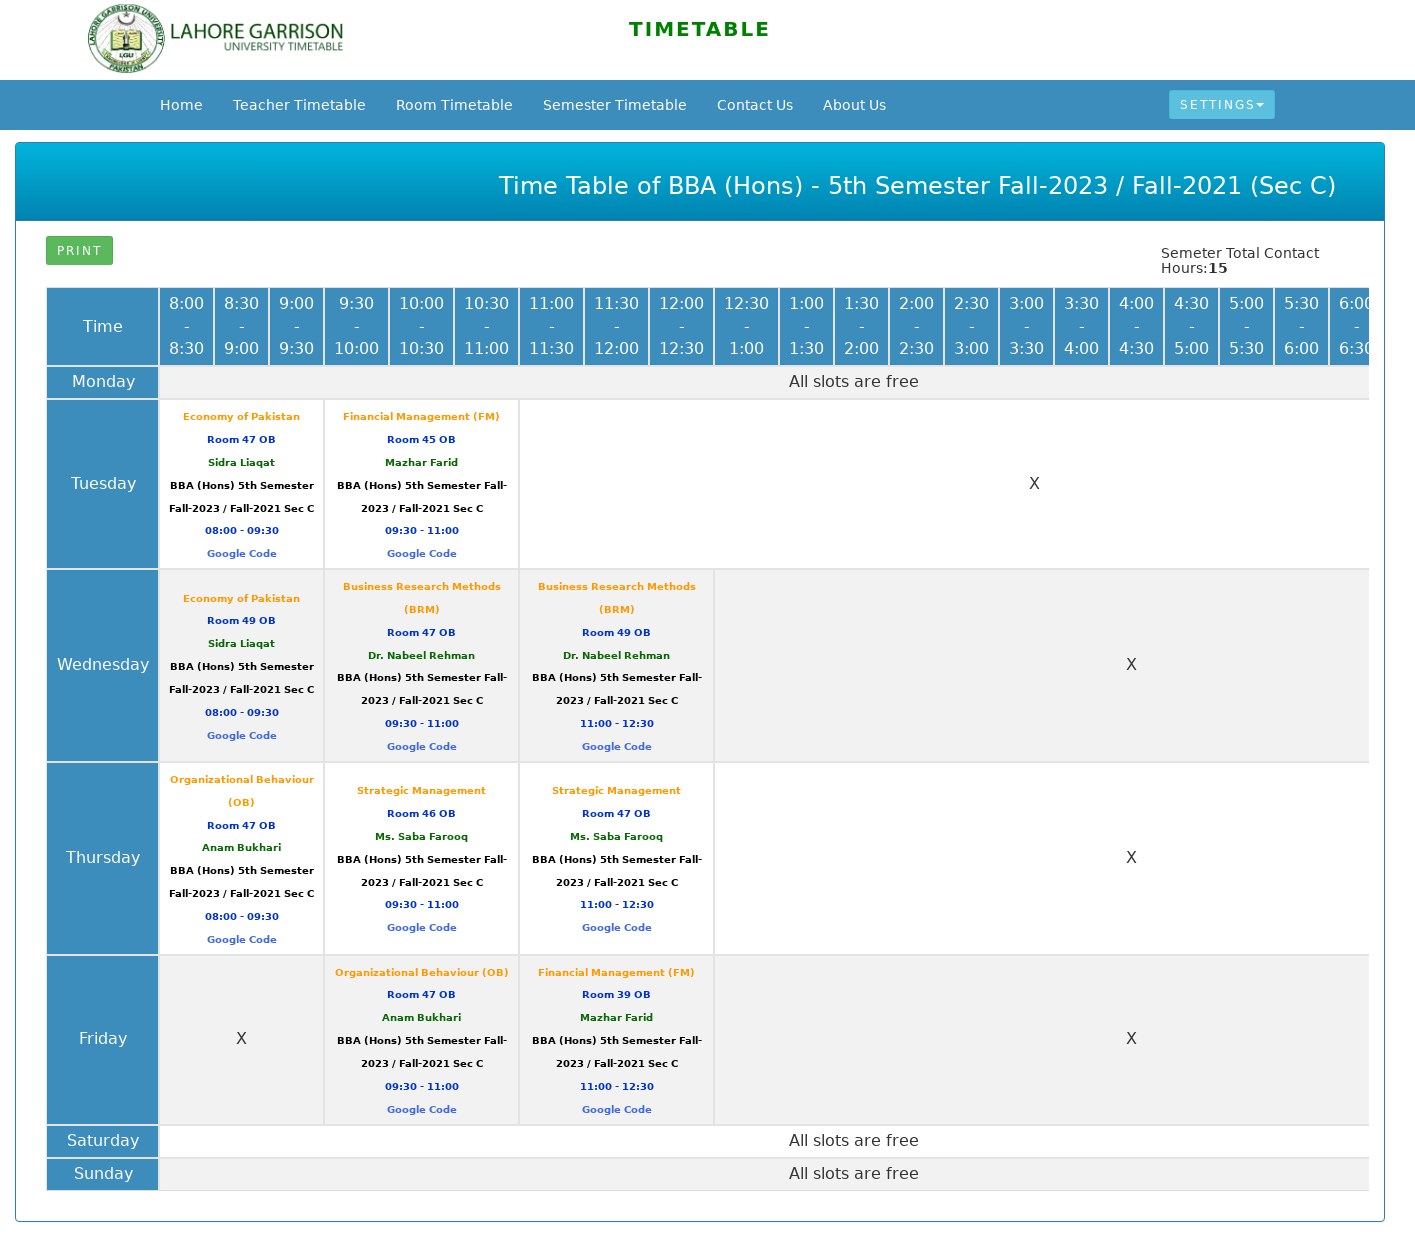 LAHORE GARRISON
UNIVERSITY TIMETABLE
TIMETABLE
Home Teacher Timetable Room Timetable Semester Timetable Contact Us About Us SETTINGS
Time Table of BBA (Hons) - 5th Semester Fall-2023 / Fall-2021 (Sec C)
PRINT
Semeter Total Contact
Hours:15
Time
8:00 - 8:30
8:30 - 9:00
9:00 - 9:30
9:30 - 10:00
10:00 - 10:30
10:30 - 11:00
11:00 - 11:30
11:30 - 12:00
12:00 - 12:30
12:30 - 1:00
1:00 - 1:30
1:30 - 2:00
2:00 - 2:30
2:30 - 3:00
3:00 - 3:30
3:30 - 4:00
4:00 - 4:30
4:30 - 5:00
5:00 - 5:30
5:30 - 6:00
6:00 - 6:30
Monday
All slots are free
Tuesday
Economy of Pakistan
Room 47 OB
Sidra Liaqat
BBA (Hons) 5th Semester
Fall-2023 / Fall-2021 Sec C
08:00 - 09:30
Google Code
Financial Management (FM)
Room 45 OB
Mazhar Farid
BBA (Hons) 5th Semester Fall-
2023 / Fall-2021 Sec C
09:30 - 11:00
Google Code
X
Wednesday
Economy of Pakistan
Room 49 OB
Sidra Liaqat
BBA (Hons) 5th Semester
Fall-2023 / Fall-2021 Sec C
08:00 - 09:30
Google Code
Business Research Methods
(BRM)
Room 47 OB
Dr. Nabeel Rehman
BBA (Hons) 5th Semester Fall-
2023 / Fall-2021 Sec C
09:30 - 11:00
Google Code
Business Research Methods
(BRM)
Room 49 OB
Dr. Nabeel Rehman
BBA (Hons) 5th Semester Fall-
2023 / Fall-2021 Sec C
11:00 - 12:30
Google Code
X
Thursday
Organizational Behaviour
(OB)
Room 47 OB
Anam Bukhari
BBA (Hons) 5th Semester
Fall-2023 / Fall-2021 Sec C
08:00 - 09:30
Google Code
Strategic Management
Room 46 OB
Ms. Saba Farooq
BBA (Hons) 5th Semester Fall-
2023 / Fall-2021 Sec C
09:30 - 11:00
Google Code
Strategic Management
Room 47 OB
Ms. Saba Farooq
BBA (Hons) 5th Semester Fall-
2023 / Fall-2021 Sec C
11:00 - 12:30
Google Code
X
Friday
X
Organizational Behaviour (OB)
Room 47 OB
Anam Bukhari
BBA (Hons) 5th Semester Fall-
2023 / Fall-2021 Sec C
09:30 - 11:00
Google Code
Financial Management (FM)
Room 39 OB
Mazhar Farid
BBA (Hons) 5th Semester Fall-
2023 / Fall-2021 Sec C
11:00 - 12:30
Google Code
X
Saturday
All slots are free
Sunday
All slots are free